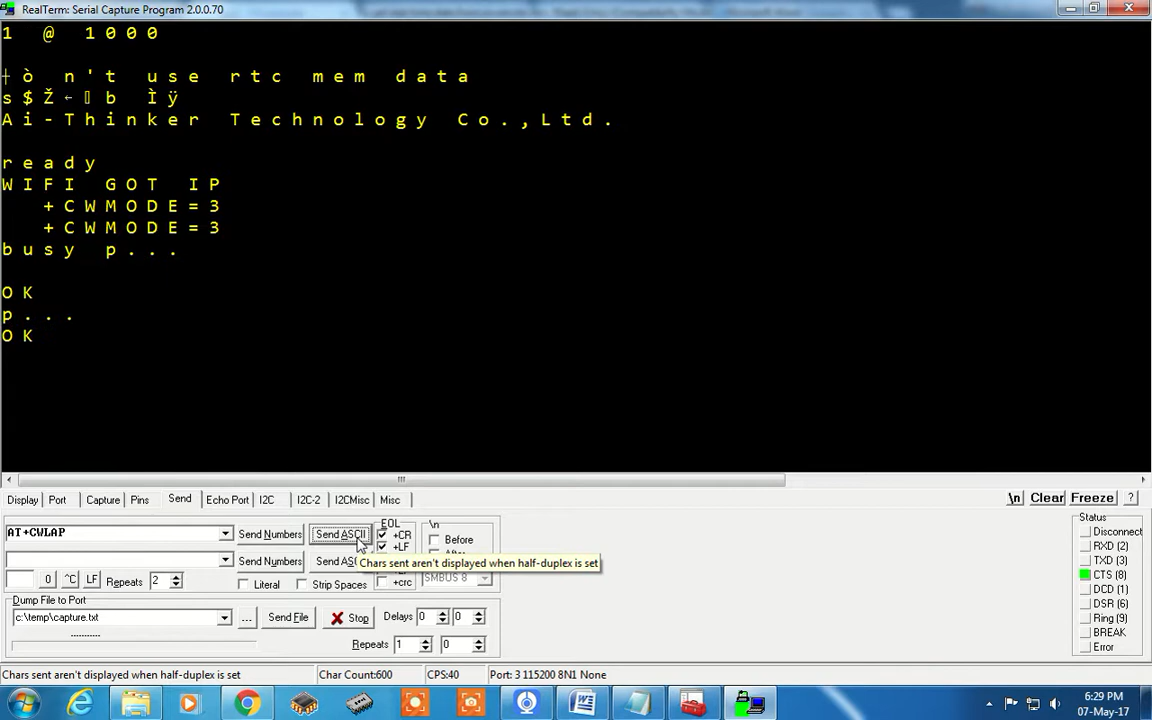 RealTerm: Serial Capture Program 2.0.0.70
1 @ 1000
n't use rtc mem data
Ai-Thinker Technology Co.,Ltd.
ready
WIFI GOT IP
+CWMODE=3
+CWMODE=3
busy p...
OK
p...
OK
Display Port Capture Pins Send Echo Port I2C I2C-2 I2CMisc Misc \n Clear Freeze ?
AT+CWLAP Send Numbers Send ASCII EOL +CR +LF \n Before
Send Numbers Send AS
Chars sent aren't displayed when half-duplex is set
0 ^C LF Repeats 2 Literal Strip Spaces +crc SMBUS 8
Dump File to Port
c:\temp\capture.txt ... Send File Stop Delays 0 0
Repeats 1 0
Status
Disconnect
RXD (2)
TXD (3)
CTS (8)
DCD (1)
DSR (6)
Ring (9)
BREAK
Error
Chars sent aren't displayed when half-duplex is set Char Count:600 CPS:40 Port: 3 115200 8N1 None
6:29 PM
07-May-17